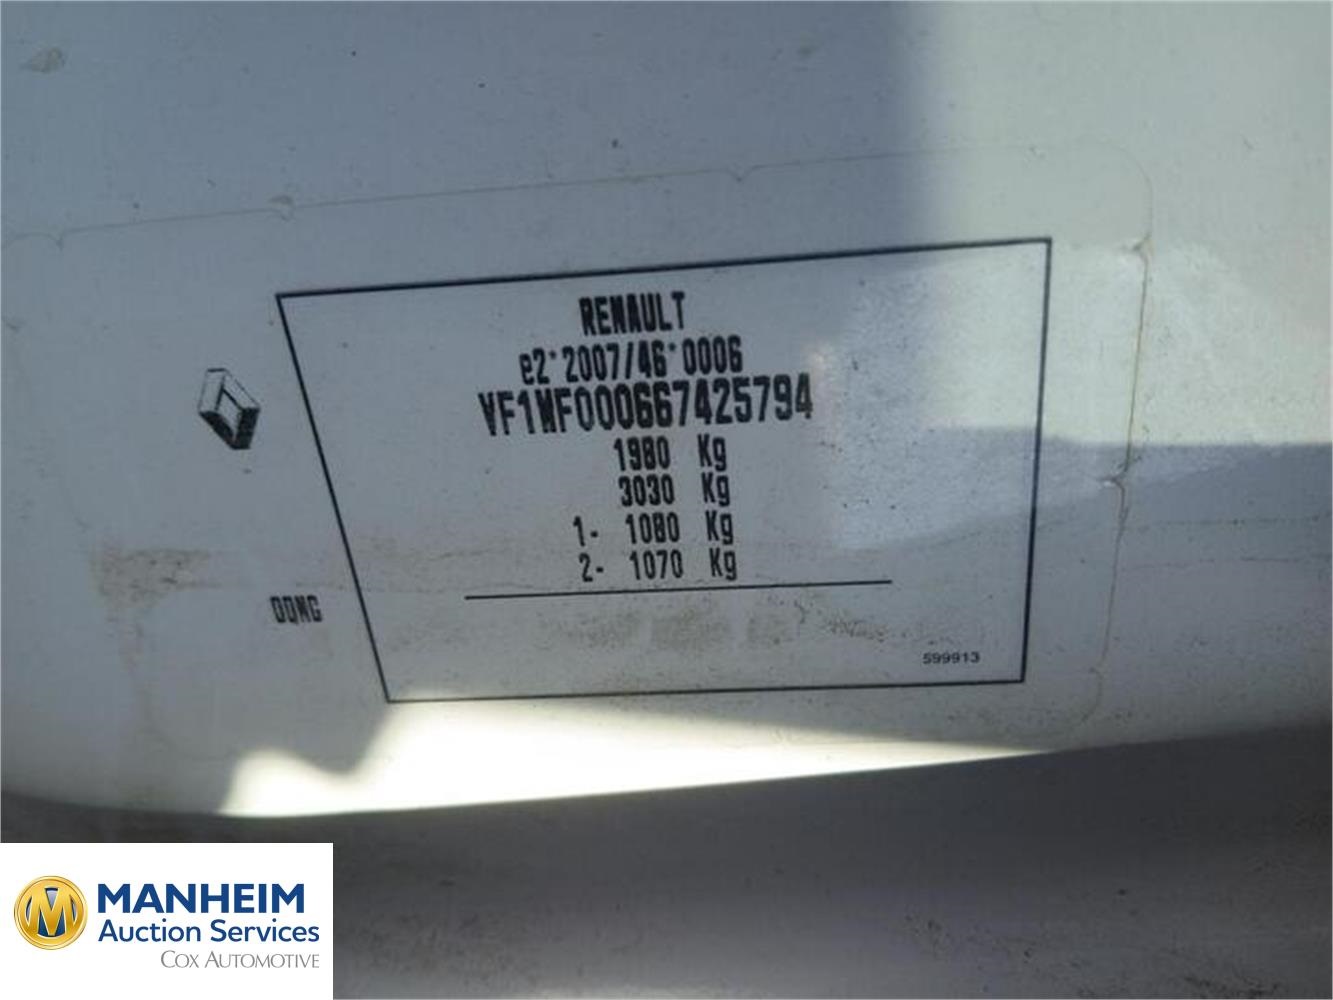 RENAULT
e2*2007/46*0006
VF1MF000667425794
1980 Kg
3030 Kg
1- 1080 Kg
2- 1070 Kg
599913
MANHEIM
Auction Services
COX AUTOMOTIVE